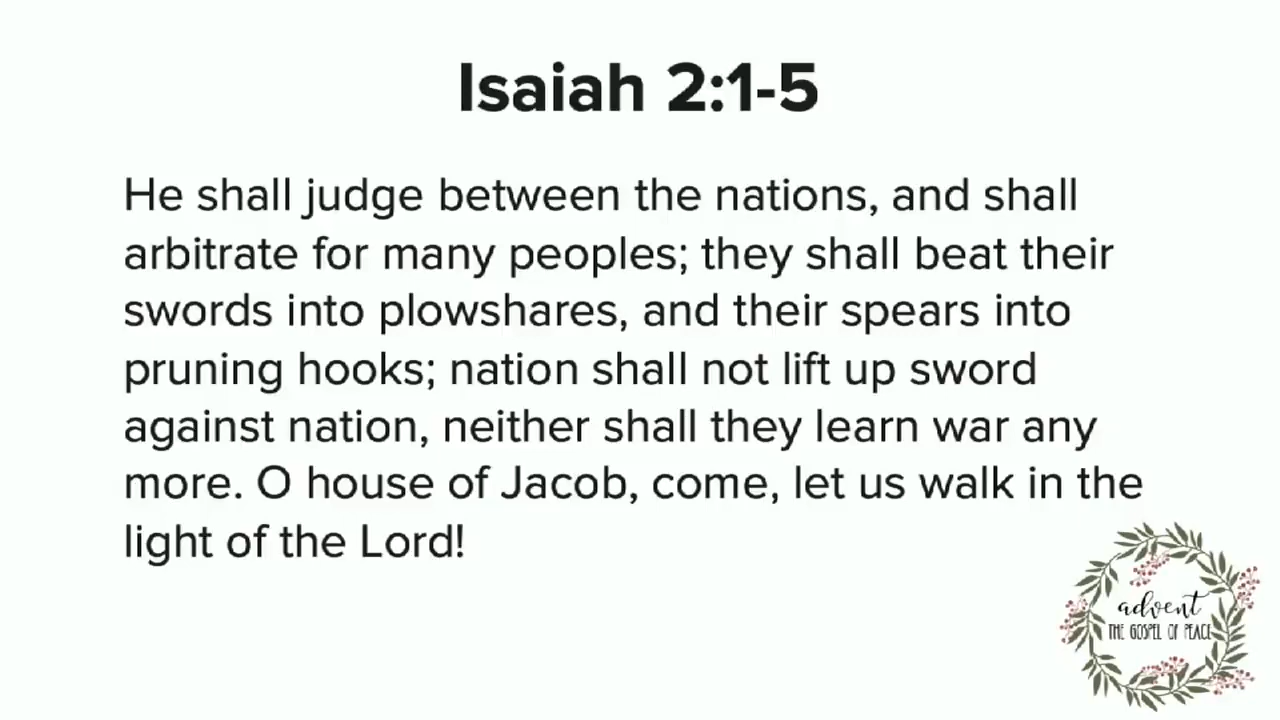 Isaiah 2:1-5
He shall judge between the nations, and shall
arbitrate for many peoples; they shall beat their
swords into plowshares, and their spears into
pruning hooks; nation shall not lift up sword
against nation, neither shall they learn war any
more. O house of Jacob, come, let us walk in the
light of the Lord!
advent
THE GOSPEL OF PEACE